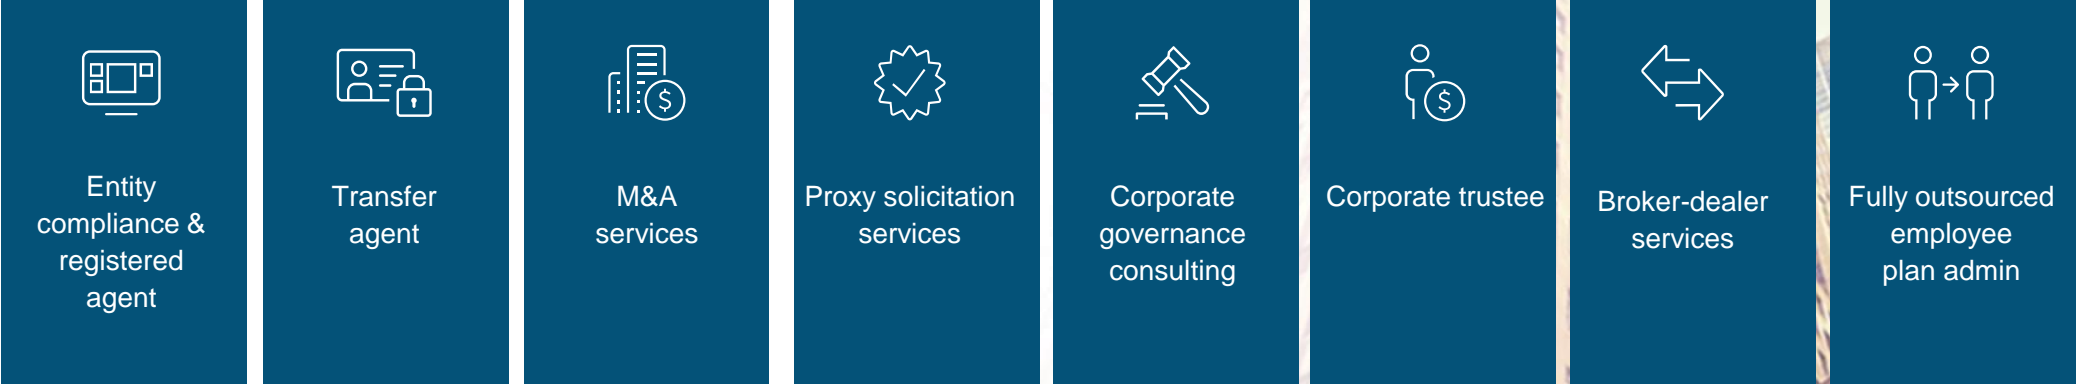 Entity
compliance &
registered
agent
Transfer
agent
M&A
services
Proxy solicitation
services
Corporate
governance
consulting
Corporate trustee
Broker-dealer
services
Fully outsourced
employee
plan admin